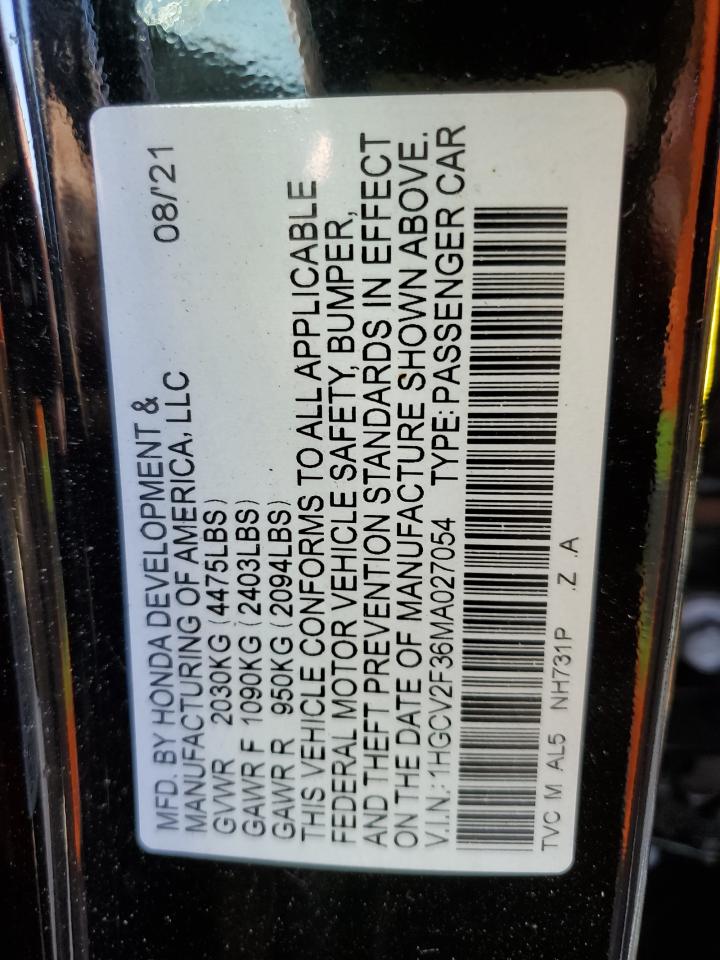 MFD. BY HONDA DEVELOPMENT &
MANUFACTURING OF AMERICA, LLC 08/'21
GVWR 2030KG (4475LBS)
GAWR F 1090KG (2403LBS)
GAWR R 950KG (2094LBS)
THIS VEHICLE CONFORMS TO ALL APPLICABLE
FEDERAL MOTOR VEHICLE SAFETY, BUMPER,
AND THEFT PREVENTION STANDARDS IN EFFECT
ON THE DATE OF MANUFACTURE SHOWN ABOVE.
V.I.N.: 1HGCV2F36MA027054 TYPE: PASSENGER CAR
TVC M AL5 NH731P .Z .A